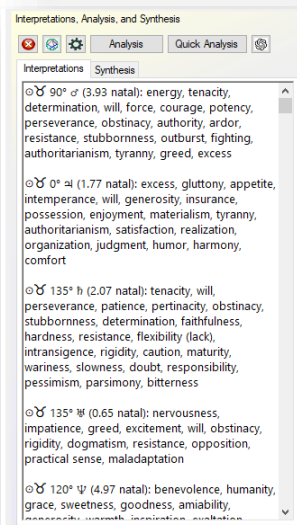 Interpretations, Analysis, and Synthesis
Analysis Quick Analysis
Interpretations Synthesis
☉♉ 90° ♂ (3.93 natal): energy, tenacity,
determination, will, force, courage, potency,
perseverance, obstinacy, authority, ardor,
resistance, stubbornness, outburst, fighting,
authoritarianism, tyranny, greed, excess
☉♉ 0° ♃ (1.77 natal): excess, gluttony, appetite,
intemperance, will, generosity, insurance,
possession, enjoyment, materialism, tyranny,
authoritarianism, satisfaction, realization,
organization, judgment, humor, harmony,
comfort
☉♉ 135° ♄ (2.07 natal): tenacity, will,
perseverance, patience, pertinacity, obstinacy,
stubbornness, determination, faithfulness,
hardness, resistance, flexibility (lack),
intransigence, rigidity, caution, maturity,
wariness, slowness, doubt, responsibility,
pessimism, parsimony, bitterness
☉♉ 135° ♅ (0.65 natal): nervousness,
impatience, greed, excitement, will, obstinacy,
rigidity, dogmatism, resistance, opposition,
practical sense, maladaptation
☉♉ 120° ♆ (4.97 natal): benevolence, humanity,
grace, sweetness, goodness, amiability,
generosity, warmth, inspiration, exaltation